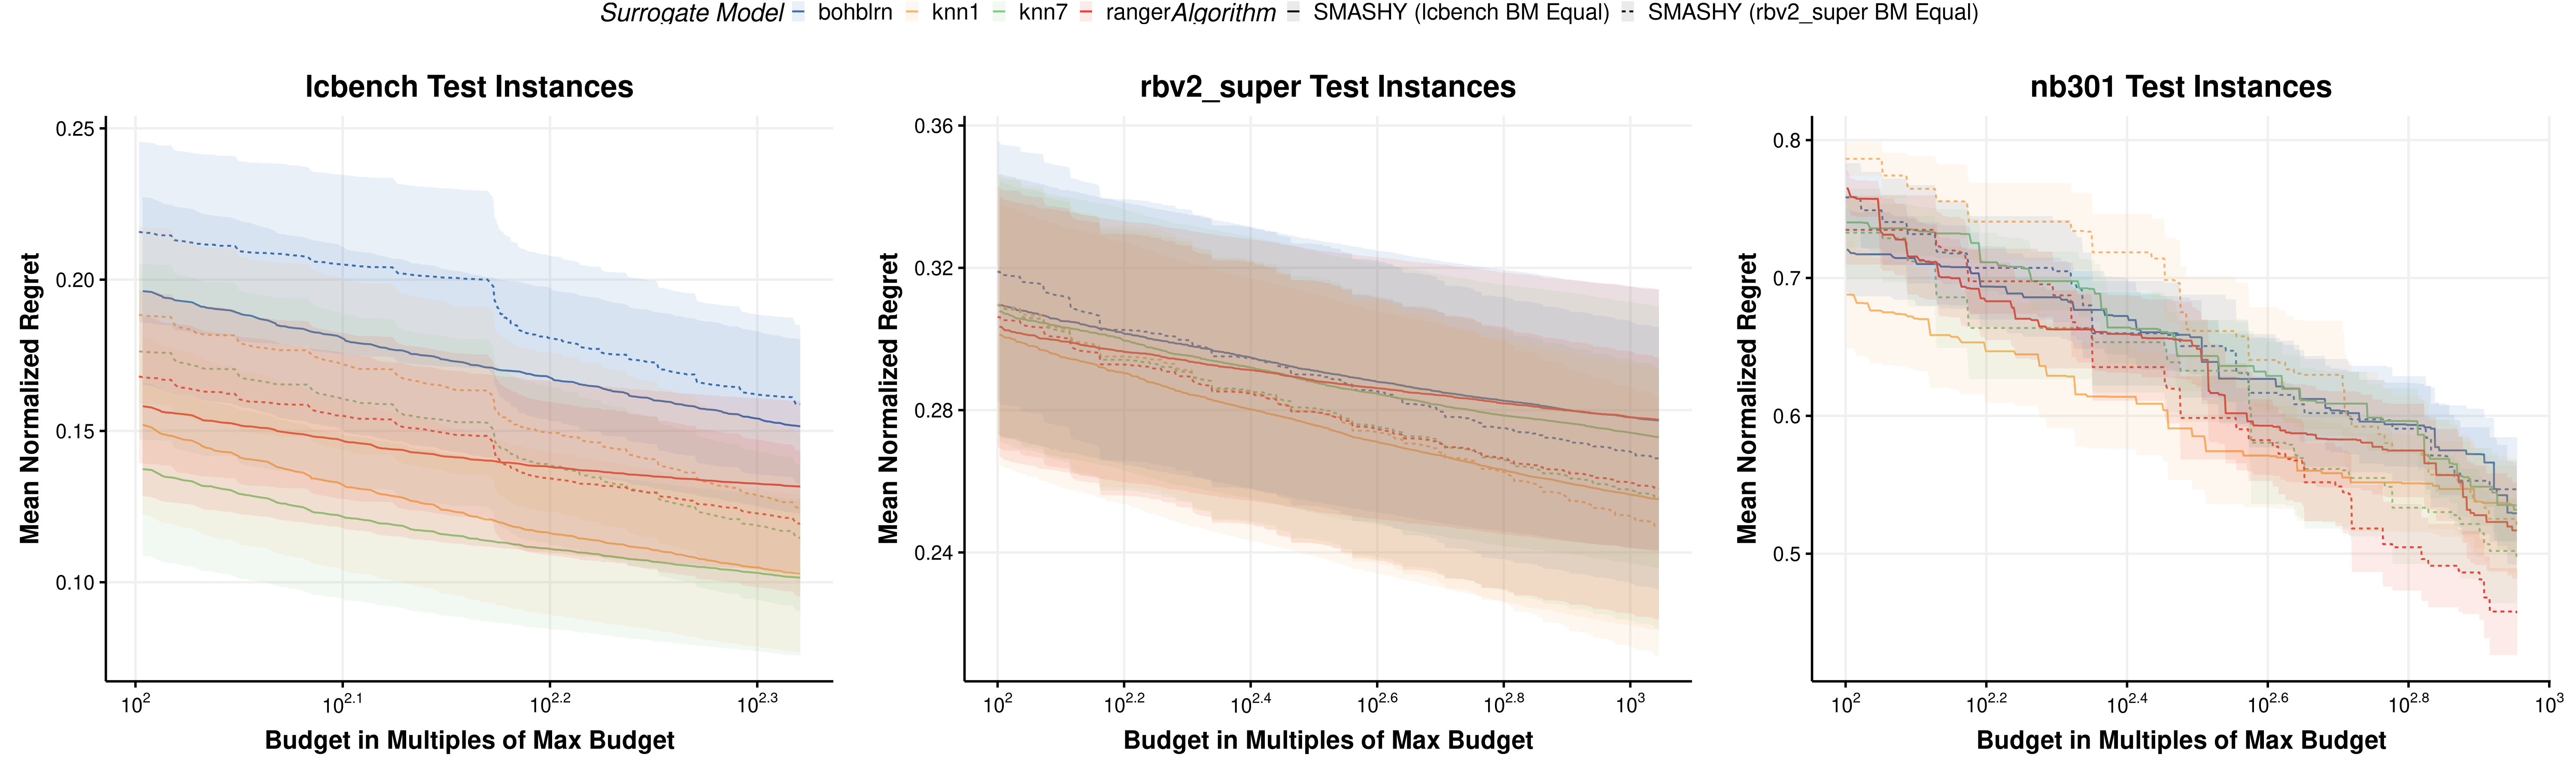 Surrogate Model bohblrn knn1 knn7 ranger Algorithm SMASHY (lcbench BM Equal) SMASHY (rbv2_super BM Equal)
lcbench Test Instances
0.25
0.20
0.15
0.10
Mean Normalized Regret
10^2 10^2.1 10^2.2 10^2.3
Budget in Multiples of Max Budget
rbv2_super Test Instances
0.36
0.32
0.28
0.24
Mean Normalized Regret
10^2 10^2.2 10^2.4 10^2.6 10^2.8 10^3
Budget in Multiples of Max Budget
nb301 Test Instances
0.8
0.7
0.6
0.5
Mean Normalized Regret
10^2 10^2.2 10^2.4 10^2.6 10^2.8 10^3
Budget in Multiples of Max Budget